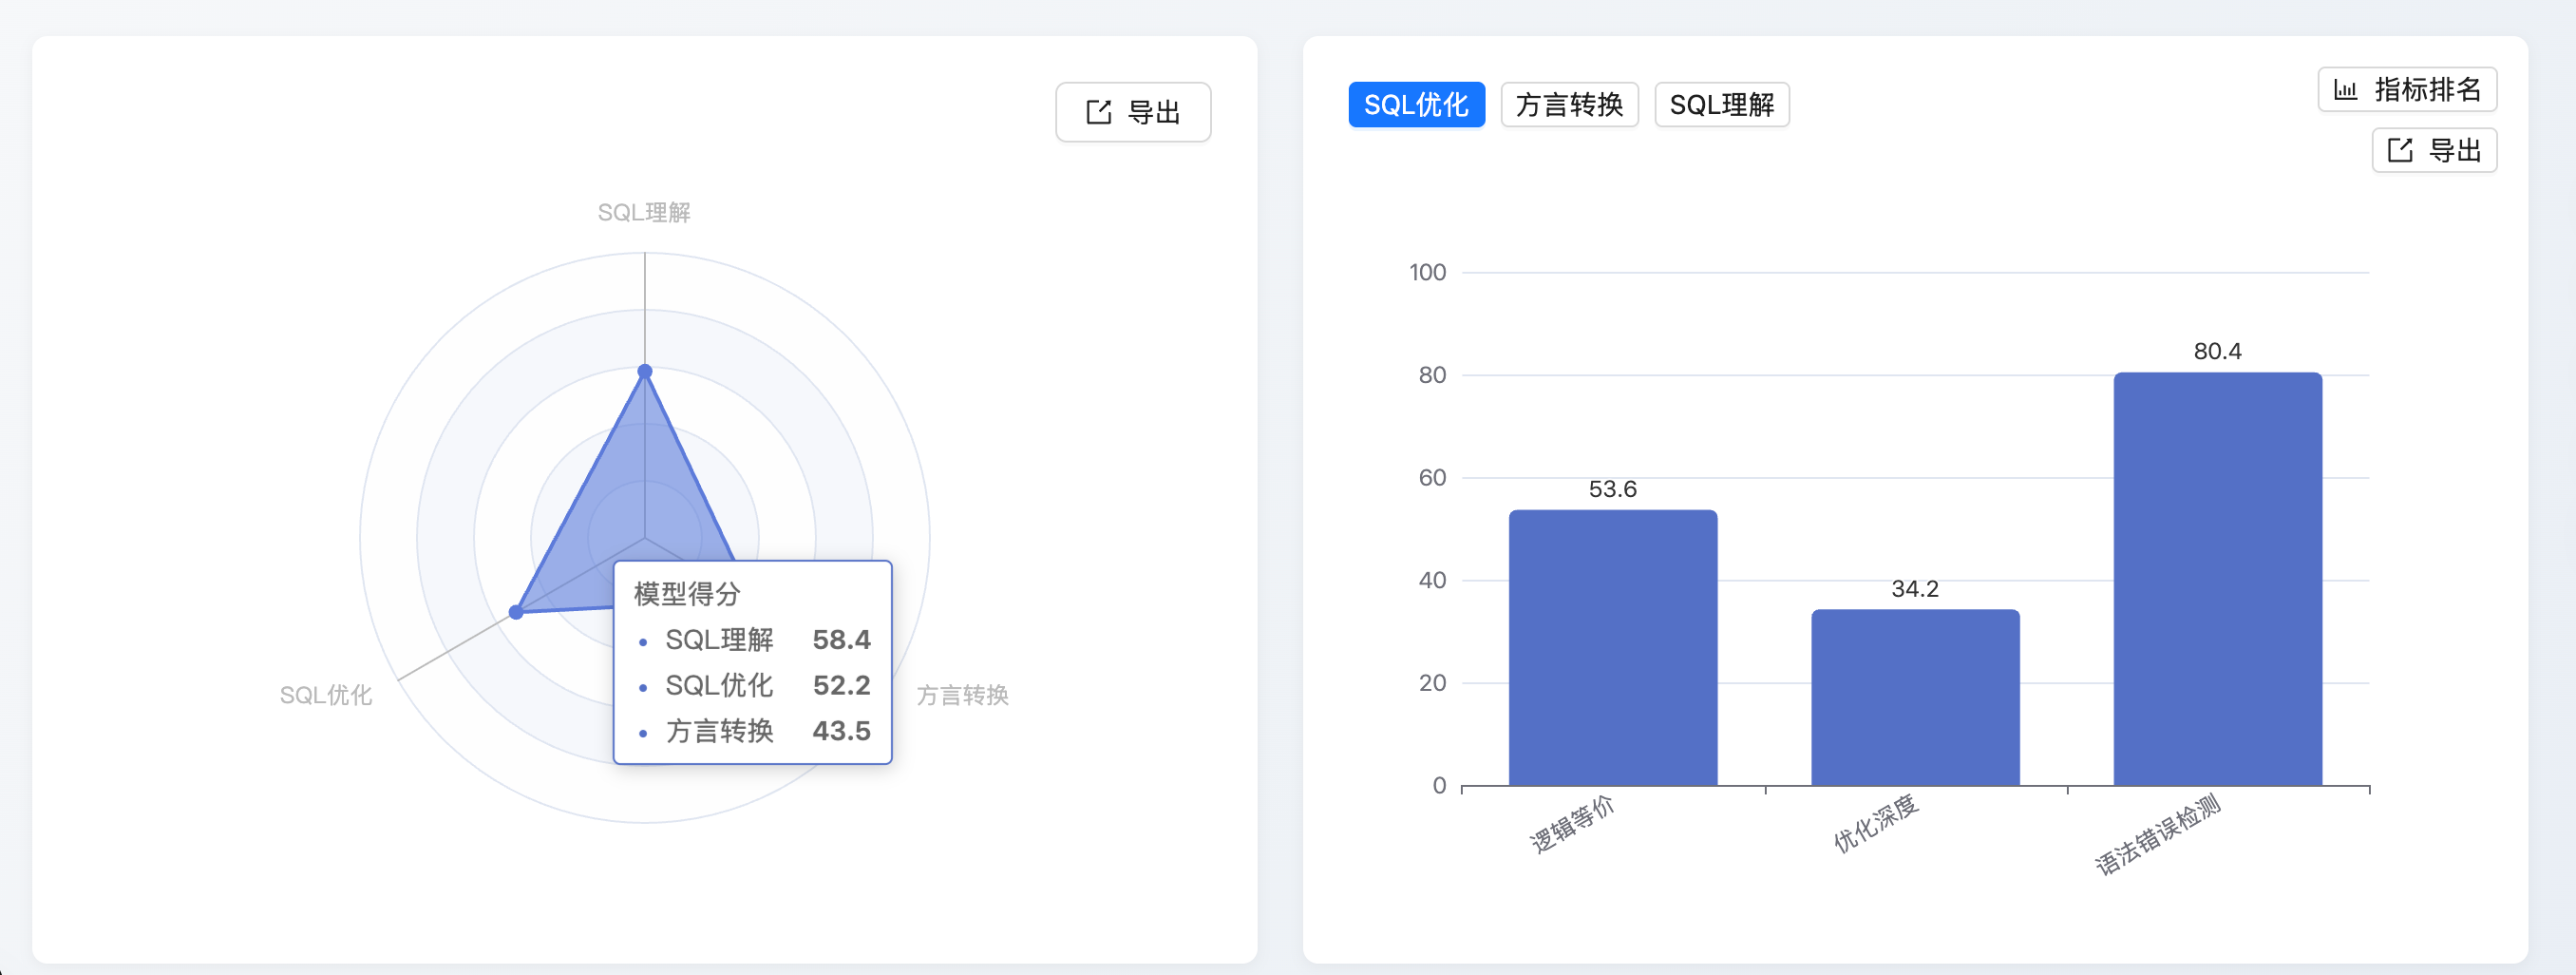 导出
SQL理解
SQL优化
方言转换
模型得分
SQL理解 58.4
SQL优化 52.2
方言转换 43.5
SQL优化 方言转换 SQL理解
指标排名
导出
100
80
60
40
20
0
53.6
34.2
80.4
逻辑等价
优化深度
语法错误检测